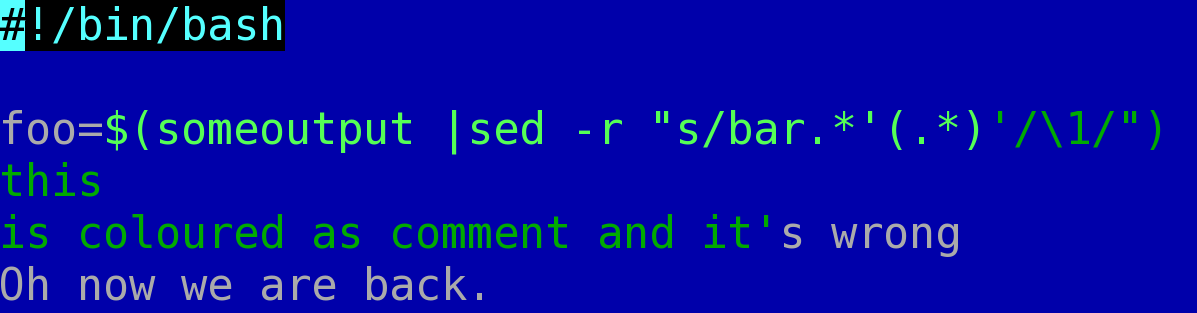 #!/bin/bash
foo=$(someoutput |sed -r "s/bar.*'(.*)'/\1/")
this
is coloured as comment and it's wrong
Oh now we are back.